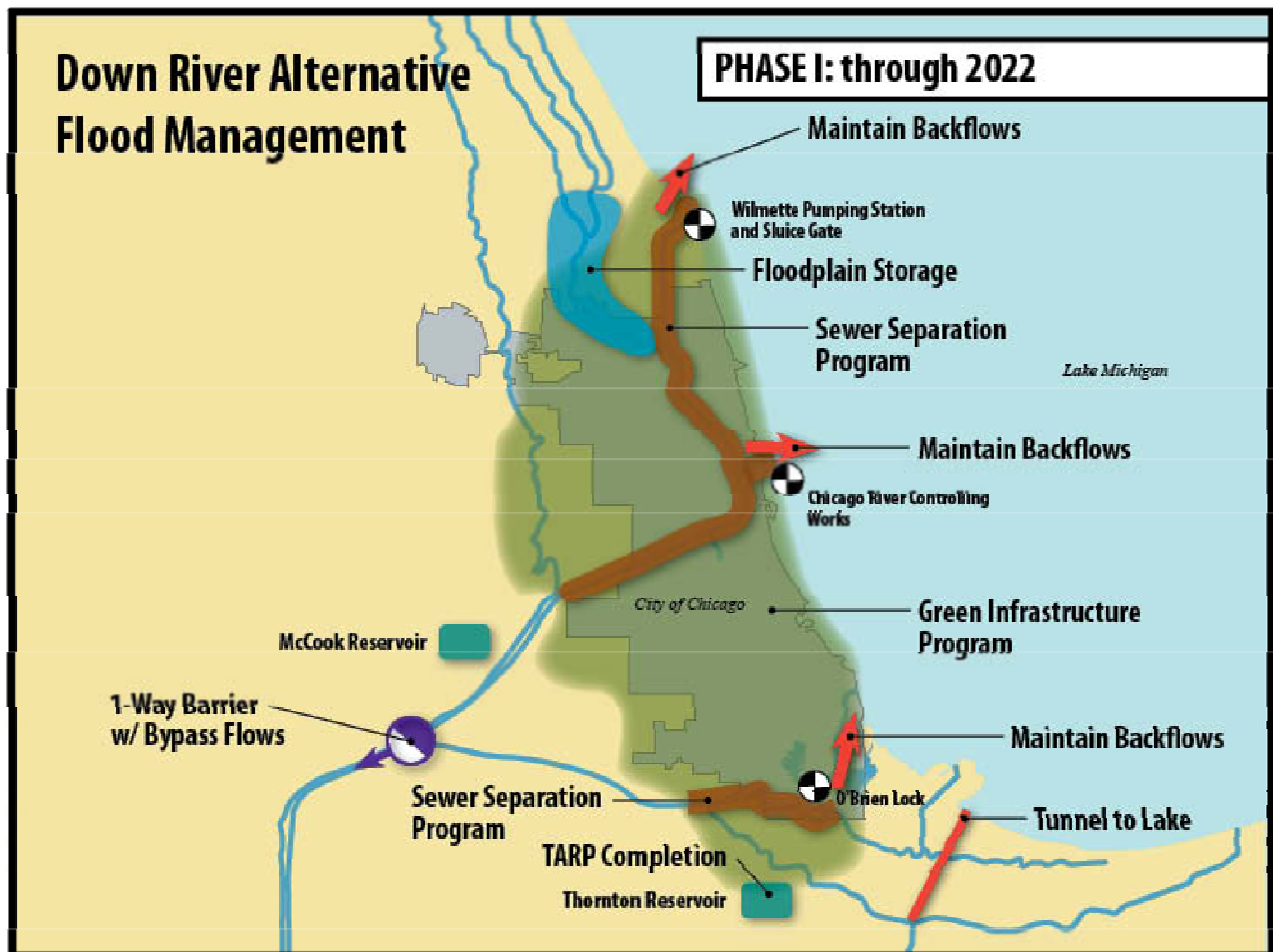 Down River Alternative
Flood Management
PHASE I: through 2022
Maintain Backflows
Wilmette Pumping Station
and Sluice Gate
Floodplain Storage
Sewer Separation
Program
Lake Michigan
Maintain Backflows
Chicago River Controlling
Works
City of Chicago
Green Infrastructure
Program
McCook Reservoir
1-Way Barrier
w/ Bypass Flows
Maintain Backflows
Sewer Separation
Program
O'Brien Lock
Tunnel to Lake
TARP Completion
Thornton Reservoir